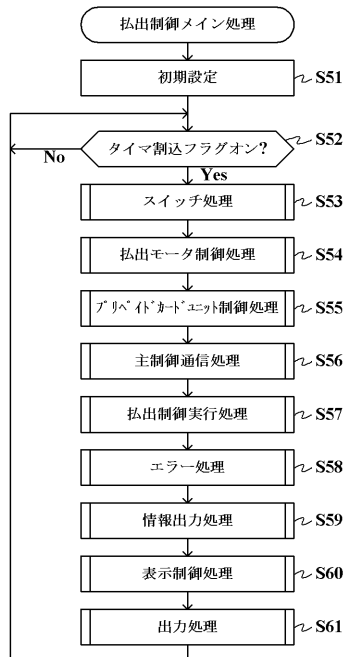 払出制御メイン処理
初期設定 S51
タイマ割込フラグオン? S52
No
Yes
スイッチ処理 S53
払出モータ制御処理 S54
ﾌﾟﾘﾍﾟｲﾄﾞｶｰﾄﾞﾕﾆｯﾄ制御処理 S55
主制御通信処理 S56
払出制御実行処理 S57
エラー処理 S58
情報出力処理 S59
表示制御処理 S60
出力処理 S61